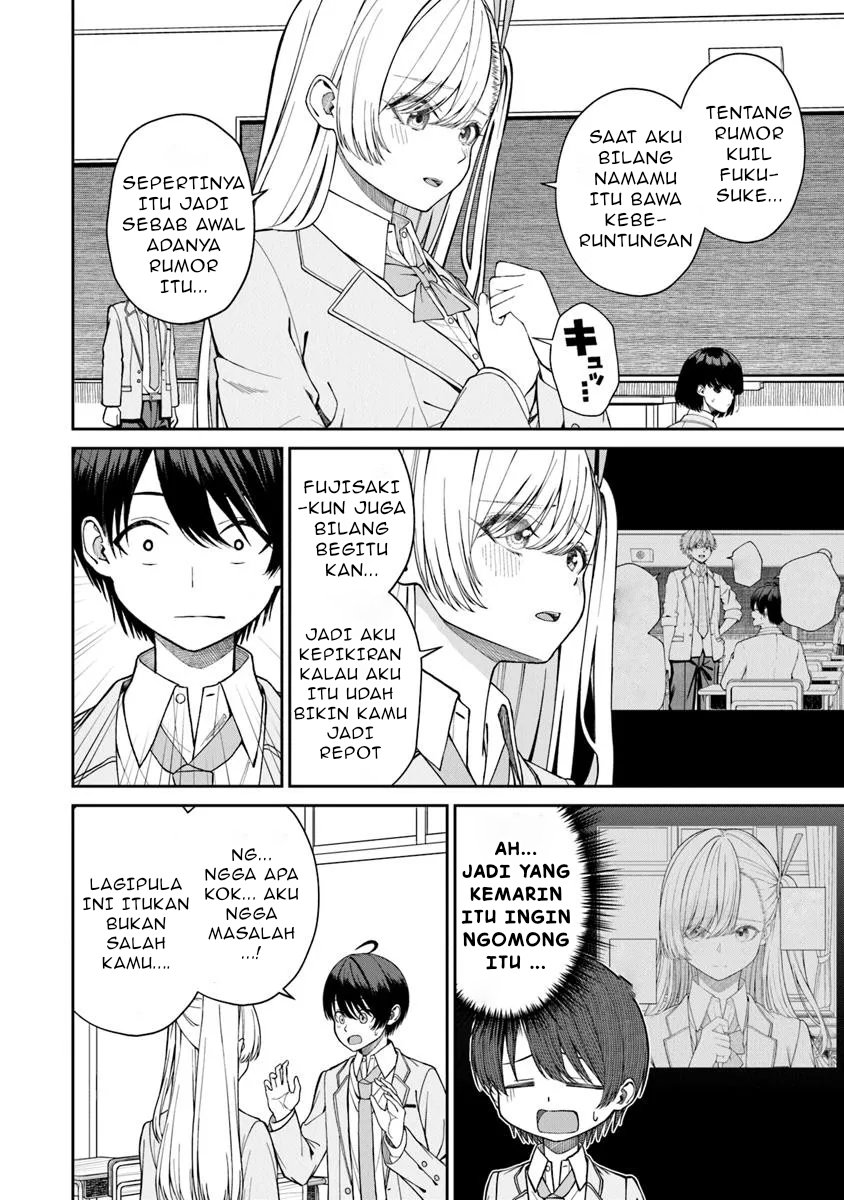 TENTANG
RUMOR
KUIL
FUKU-
SUKE...
SAAT AKU
BILANG
NAMAMU
ITU BAWA
KEBE-
RUNTUNGAN
SEPERTINYA
ITU JADI
SEBAB AWAL
ADANYA
RUMOR
ITU...
キュッ...
FUJISAKI
-KUN JUGA
BILANG
BEGITU
KAN...
JADI AKU
KEPIKIRAN
KALAU AKU
ITU UDAH
BIKIN KAMU
JADI
REPOT
AH...
JADI YANG
KEMARIN
ITU INGIN
NGOMONG
ITU ...
NG...
NGGA APA
KOK... AKU
NGGA
MASALAH
...!
LAGIPULA
INI ITUKAN
BUKAN
SALAH
KAMU....